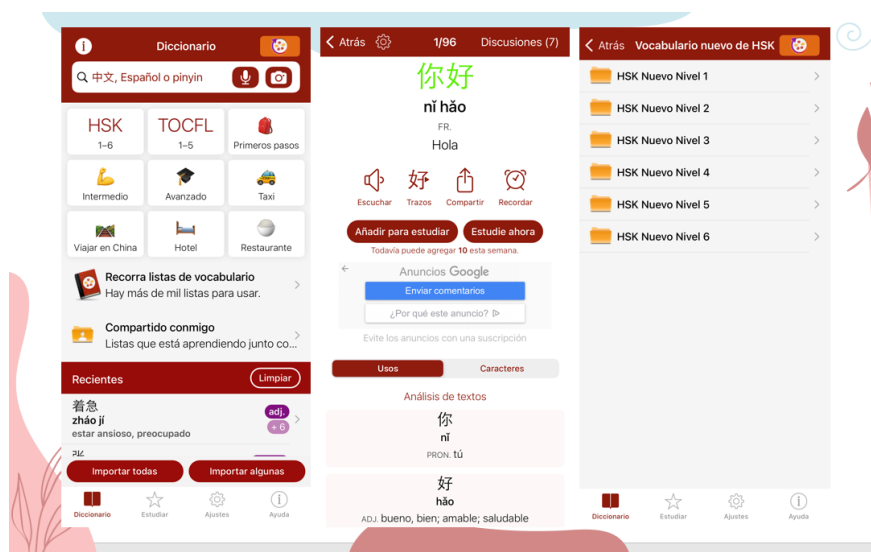 Diccionario
中文, Español o pinyin
HSK
1–6
TOCFL
1–5
Primeros pasos
Intermedio
Avanzado
Taxi
Viajar en China
Hotel
Restaurante
Recorra listas de vocabulario
Hay más de mil listas para usar.
Compartido conmigo
Listas que está aprendiendo junto co...
Recientes
Limpiar
着急
zháo jí
estar ansioso, preocupado
adj.
+ 6
Importar todas
Importar algunas
Diccionario
Estudiar
Ajustes
Ayuda
Atrás
1/96
Discusiones (7)
你好
nǐ hǎo
FR.
Hola
Escuchar
好
Trazos
Compartir
Recordar
Añadir para estudiar
Estudie ahora
Todavía puede agregar 10 esta semana.
Anuncios Google
Enviar comentarios
¿Por qué este anuncio?
Evite los anuncios con una suscripción
Usos
Caracteres
Análisis de textos
你
nǐ
PRON. tú
好
hǎo
ADJ. bueno, bien; amable; saludable
Atrás
Vocabulario nuevo de HSK
HSK Nuevo Nivel 1
HSK Nuevo Nivel 2
HSK Nuevo Nivel 3
HSK Nuevo Nivel 4
HSK Nuevo Nivel 5
HSK Nuevo Nivel 6
Diccionario
Estudiar
Ajustes
Ayuda